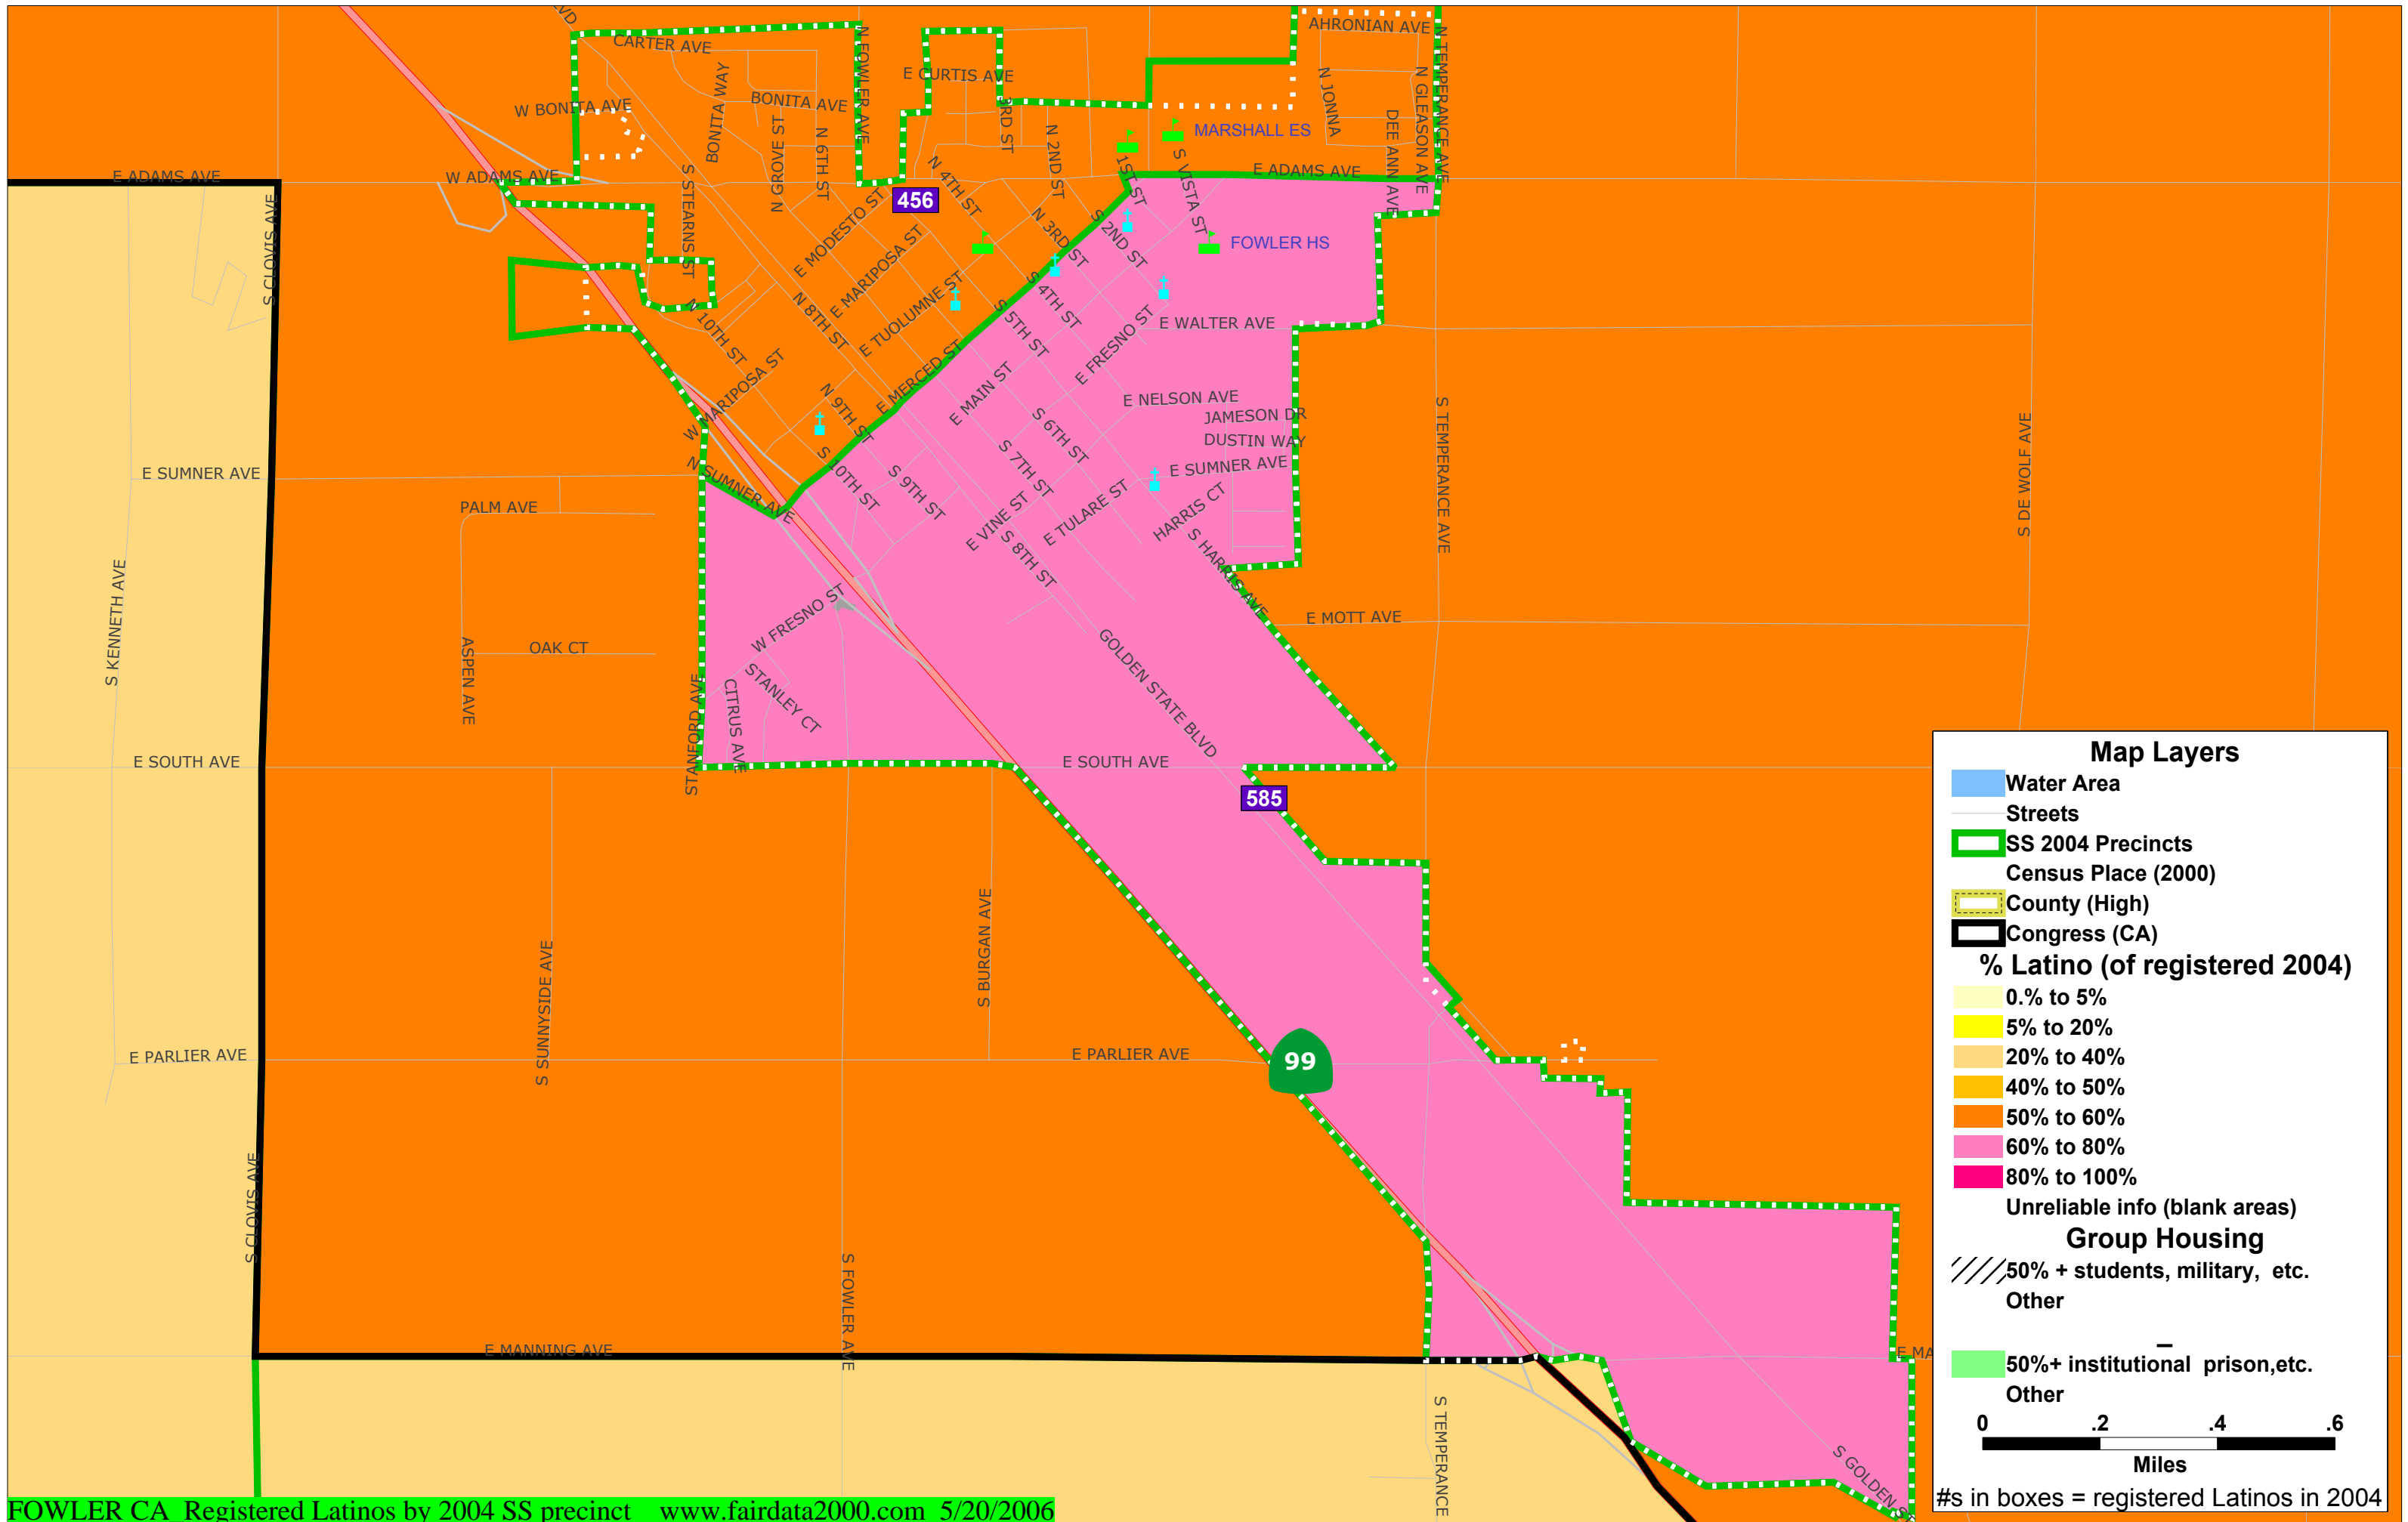 LVD
CARTER AVE
N FOWLER AVE
AHRONIAN AVE
N TEMPERANCE AVE
E CURTIS AVE
W BONITA AVE
BONITA WAY
BONITA AVE
3RD ST
N JONNA
N GLEASON AVE
DEE ANN AVE
MARSHALL ES
N GROVE ST
N 6TH ST
N 2ND ST
1ST ST
S VISTA ST
E ADAMS AVE
W ADAMS AVE
E ADAMS AVE
S STEARNS ST
456
N 4TH ST
S CLOVIS AVE
E MODESTO ST
E MARIPOSA ST
N 3RD ST
S 2ND ST
FOWLER HS
E TUOLUMNE ST
N 8TH ST
S 4TH ST
S 5TH ST
N 10TH ST
E WALTER AVE
E FRESNO ST
W MARIPOSA ST
E MERCED ST
N 9TH ST
E MAIN ST
E NELSON AVE
JAMESON DR
DUSTIN WAY
S 6TH ST
S 7TH ST
E SUMNER AVE
E SUMNER AVE
N SUMNER AVE
S 10TH ST
S 9TH ST
S TEMPERANCE AVE
S DE WOLF AVE
PALM AVE
E VINE ST
E TULARE ST
HARRIS CT
S 8TH ST
S HARRIS AVE
S KENNETH AVE
W FRESNO ST
E MOTT AVE
ASPEN AVE
OAK CT
STANLEY CT
CITRUS AVE
STANFORD AVE
GOLDEN STATE BLVD
E SOUTH AVE
E SOUTH AVE
585
S BURGAN AVE
S SUNNYSIDE AVE
E PARLIER AVE
E PARLIER AVE
99
S CLOVIS AVE
S FOWLER AVE
E MANNING AVE
E MA
S TEMPERANCE
S GOLDEN S
Map Layers
Water Area
Streets
SS 2004 Precincts
Census Place (2000)
County (High)
Congress (CA)
% Latino (of registered 2004)
0.% to 5%
5% to 20%
20% to 40%
40% to 50%
50% to 60%
60% to 80%
80% to 100%
Unreliable info (blank areas)
Group Housing
50% + students, military, etc.
Other
_
50%+ institutional prison,etc.
Other
0 .2 .4 .6
Miles
#s in boxes = registered Latinos in 2004
FOWLER CA Registered Latinos by 2004 SS precinct www.fairdata2000.com 5/20/2006